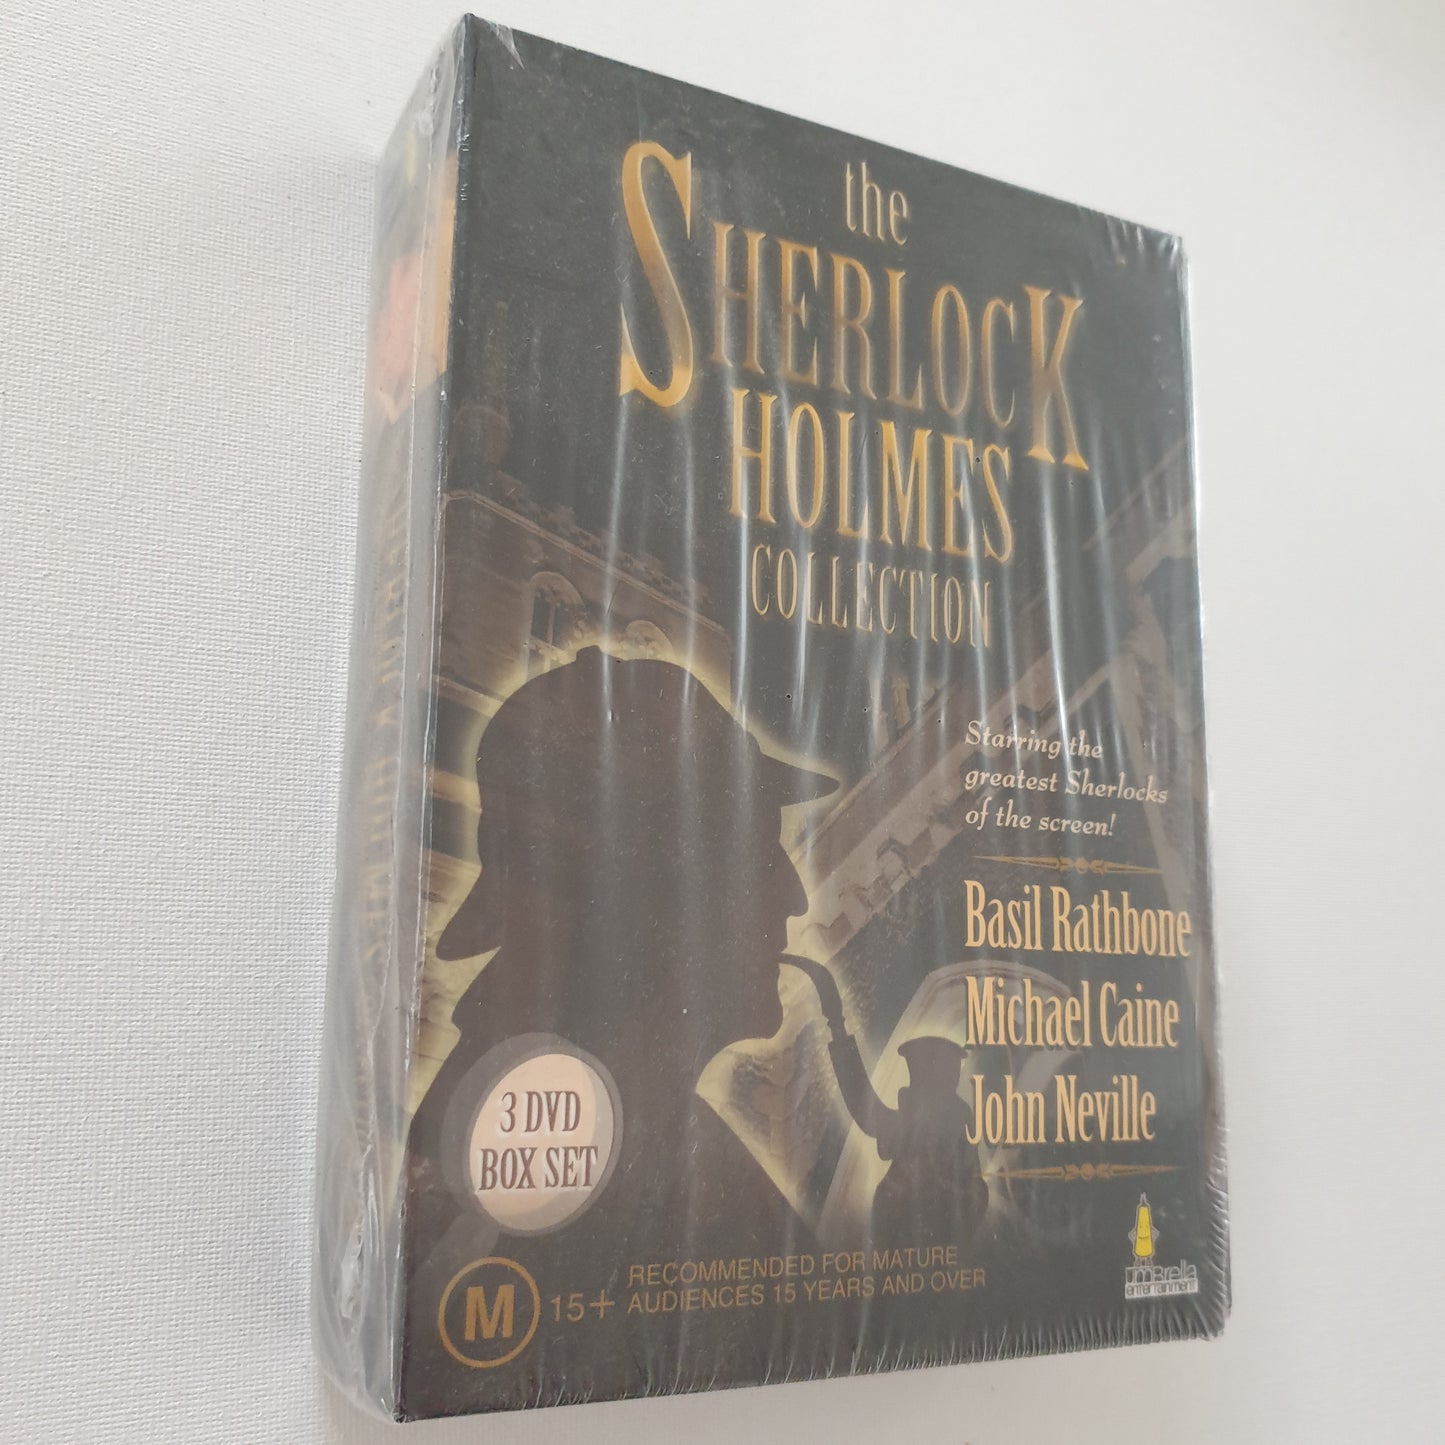 the
SHERLOCK
HOLMES
COLLECTION
Starring the
greatest Sherlocks
of the screen!
Basil Rathbone
Michael Caine
John Neville
3 DVD
BOX SET
M 15+ RECOMMENDED FOR MATURE
AUDIENCES 15 YEARS AND OVER
umbrella
entertainment